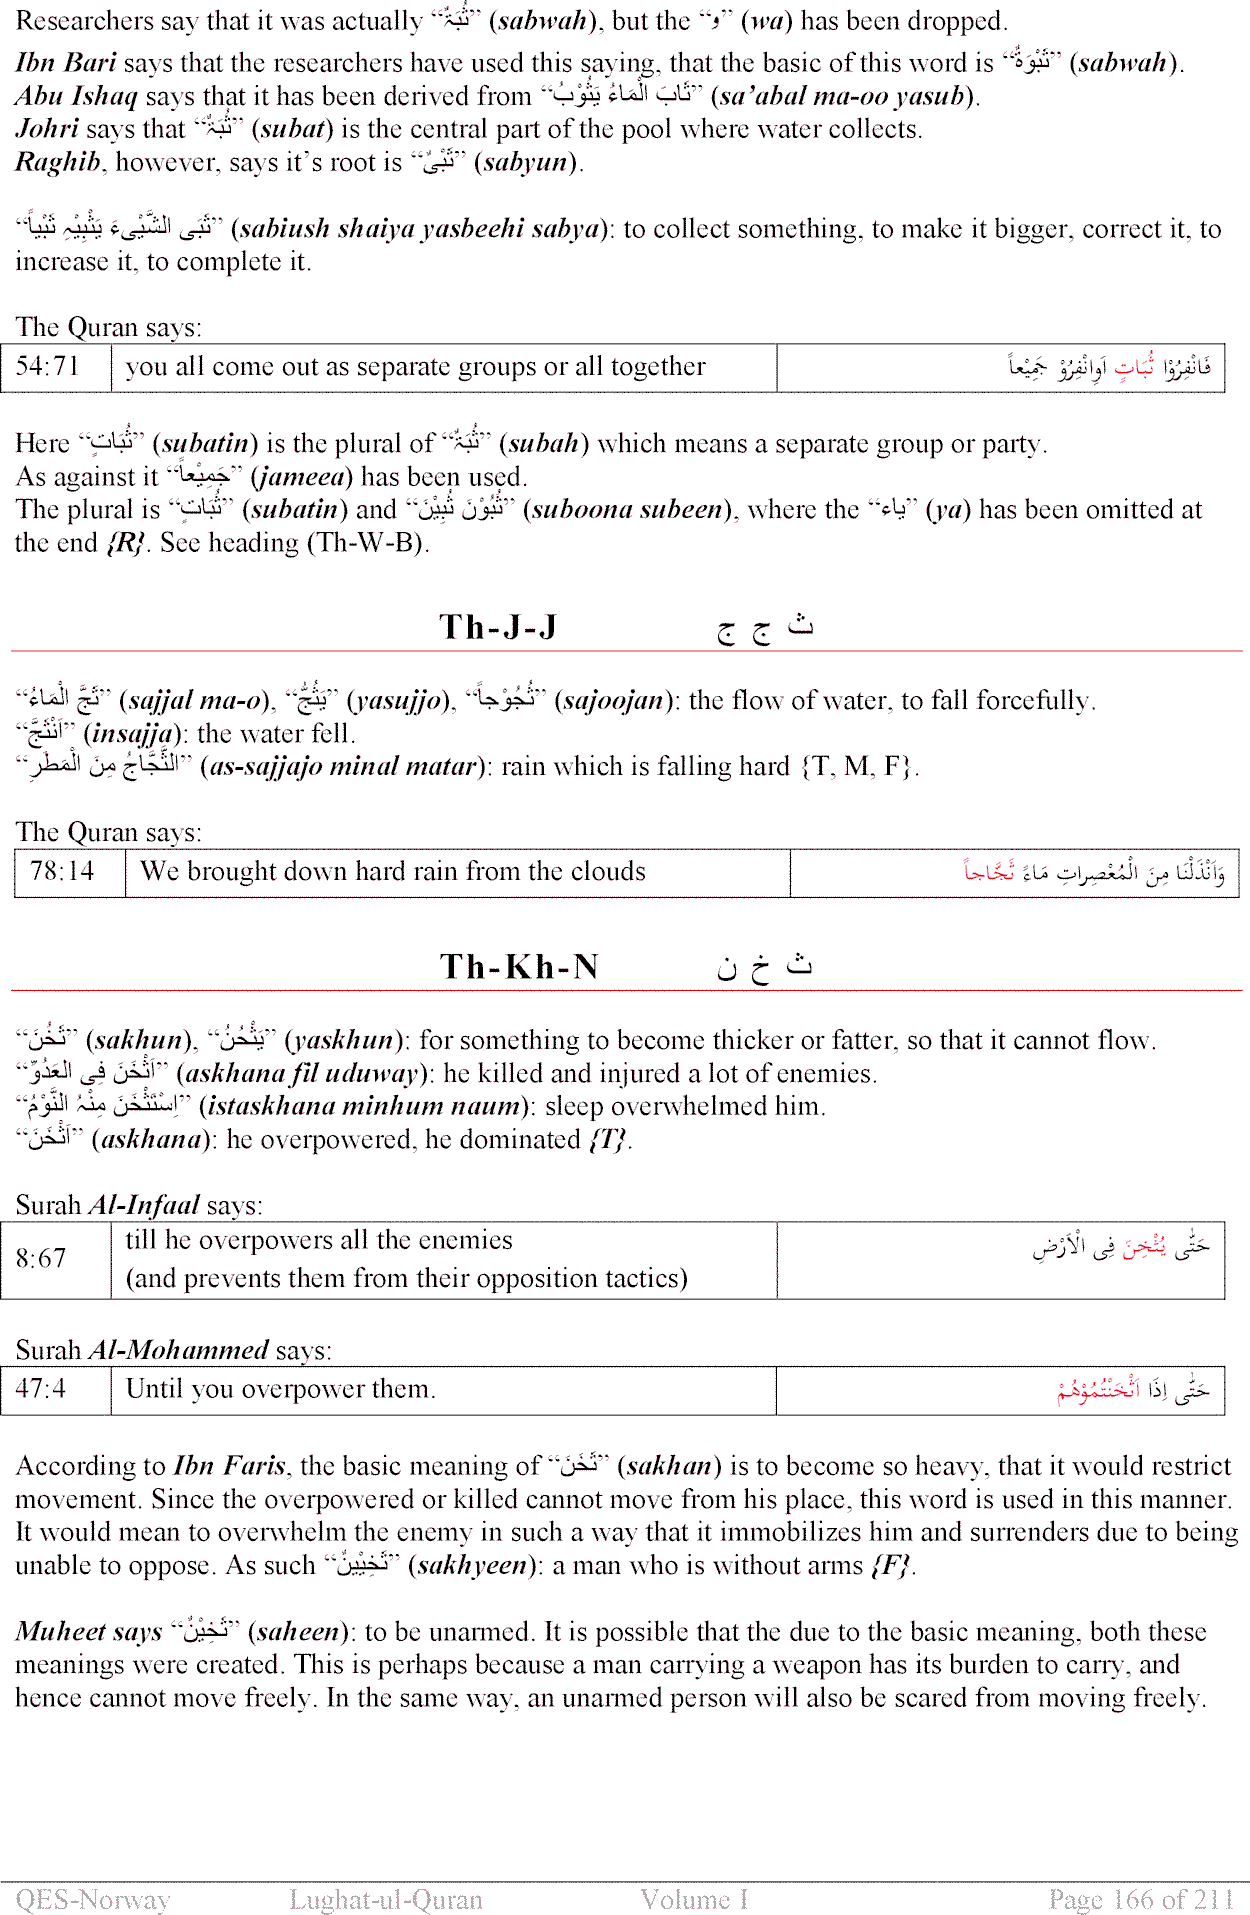 Researchers say that it was actually “ثُبَۃٌ” (sabwah), but the “و” (wa) has been dropped.
Ibn Bari says that the researchers have used this saying, that the basic of this word is “ثَبْوَۃٌ” (sabwah).
Abu Ishaq says that it has been derived from “ثَابَ الْمَاءُ يَثُوْبُ” (sa’abal ma-oo yasub).
Johri says that “ثُبَۃٌ” (subat) is the central part of the pool where water collects.
Raghib, however, says it’s root is “ثَبْیٌ” (sabyun).
“ثَبَی الشَّیْیءَ يَثْبِيْہِ ثَبْياً” (sabiush shaiya yasbeehi sabya): to collect something, to make it bigger, correct it, to
increase it, to complete it.
The Quran says:
54:71 you all come out as separate groups or all together فَانْفِرُوْا ثُبَاتٍ اَوِانْفِرُوْ جَمِيْعاً
Here “ثُبَاتٍ” (subatin) is the plural of “ثُبَۃٌ” (subah) which means a separate group or party.
As against it “جَمِيْعاً” (jameea) has been used.
The plural is “ثُبَاتٍ” (subatin) and “ثُبُوْنَ ثُبِيْنَ” (suboona subeen), where the “ياء” (ya) has been omitted at
the end {R}. See heading (Th-W-B).
Th-J-J ث ج ج
“ثَجَّ الْمَاءُ” (sajjal ma-o), “يَثُجُّ” (yasujjo), “ثُجُوْجاً” (sajoojan): the flow of water, to fall forcefully.
“اَنْثَجَّ” (insajja): the water fell.
“الثَّجَّاجُ مِنَ الْمَطَرِ” (as-sajjajo minal matar): rain which is falling hard {T, M, F}.
The Quran says:
78:14 We brought down hard rain from the clouds وَاَنْذَلْنَا مِنَ الْمُعْصِراتِ مَاءً ثَجَّاجاً
Th-Kh-N ث خ ن
“ثَخُنَ” (sakhun), “يَثْخُنُ” (yaskhun): for something to become thicker or fatter, so that it cannot flow.
“اَثْخَنَ فِی العَدُوِّ” (askhana fil uduway): he killed and injured a lot of enemies.
“اِسْتَثْخَنَ مِنْہُ النَّوْمُ” (istaskhana minhum naum): sleep overwhelmed him.
“اَثْخَنَ” (askhana): he overpowered, he dominated {T}.
Surah Al-Infaal says:
8:67 till he overpowers all the enemies حَتّٰی يُثْخِنَ فِی الْاَرْضِ
(and prevents them from their opposition tactics)
Surah Al-Mohammed says:
47:4 Until you overpower them. حَتّٰی اِذَا اَثْخَنْتُمُوْهُمْ
According to Ibn Faris, the basic meaning of “ثَخَنَ” (sakhan) is to become so heavy, that it would restrict
movement. Since the overpowered or killed cannot move from his place, this word is used in this manner.
It would mean to overwhelm the enemy in such a way that it immobilizes him and surrenders due to being
unable to oppose. As such “ثَخِيْيِنٌ” (sakhyeen): a man who is without arms {F}.
Muheet says “ثَخِيْنٌ” (saheen): to be unarmed. It is possible that the due to the basic meaning, both these
meanings were created. This is perhaps because a man carrying a weapon has its burden to carry, and
hence cannot move freely. In the same way, an unarmed person will also be scared from moving freely.
QES-Norway Lughat-ul-Quran Volume I Page 166 of 211